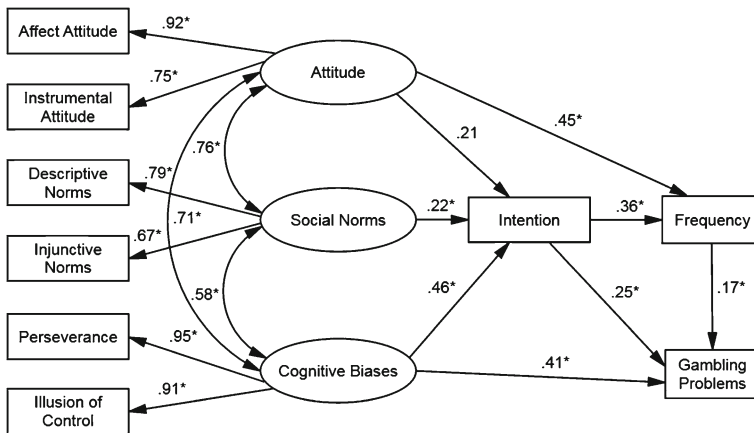 Affect Attitude
.92*
Attitude
.75*
Instrumental
Attitude
.21
.45*
.76*
Descriptive
Norms
.79*
.71*
Social Norms
.22*
Intention
.36*
Frequency
Injunctive
Norms
.67*
.58*
.46*
.25*
.17*
Perseverance
.95*
Cognitive Biases
.41*
Gambling
Problems
Illusion of
Control
.91*